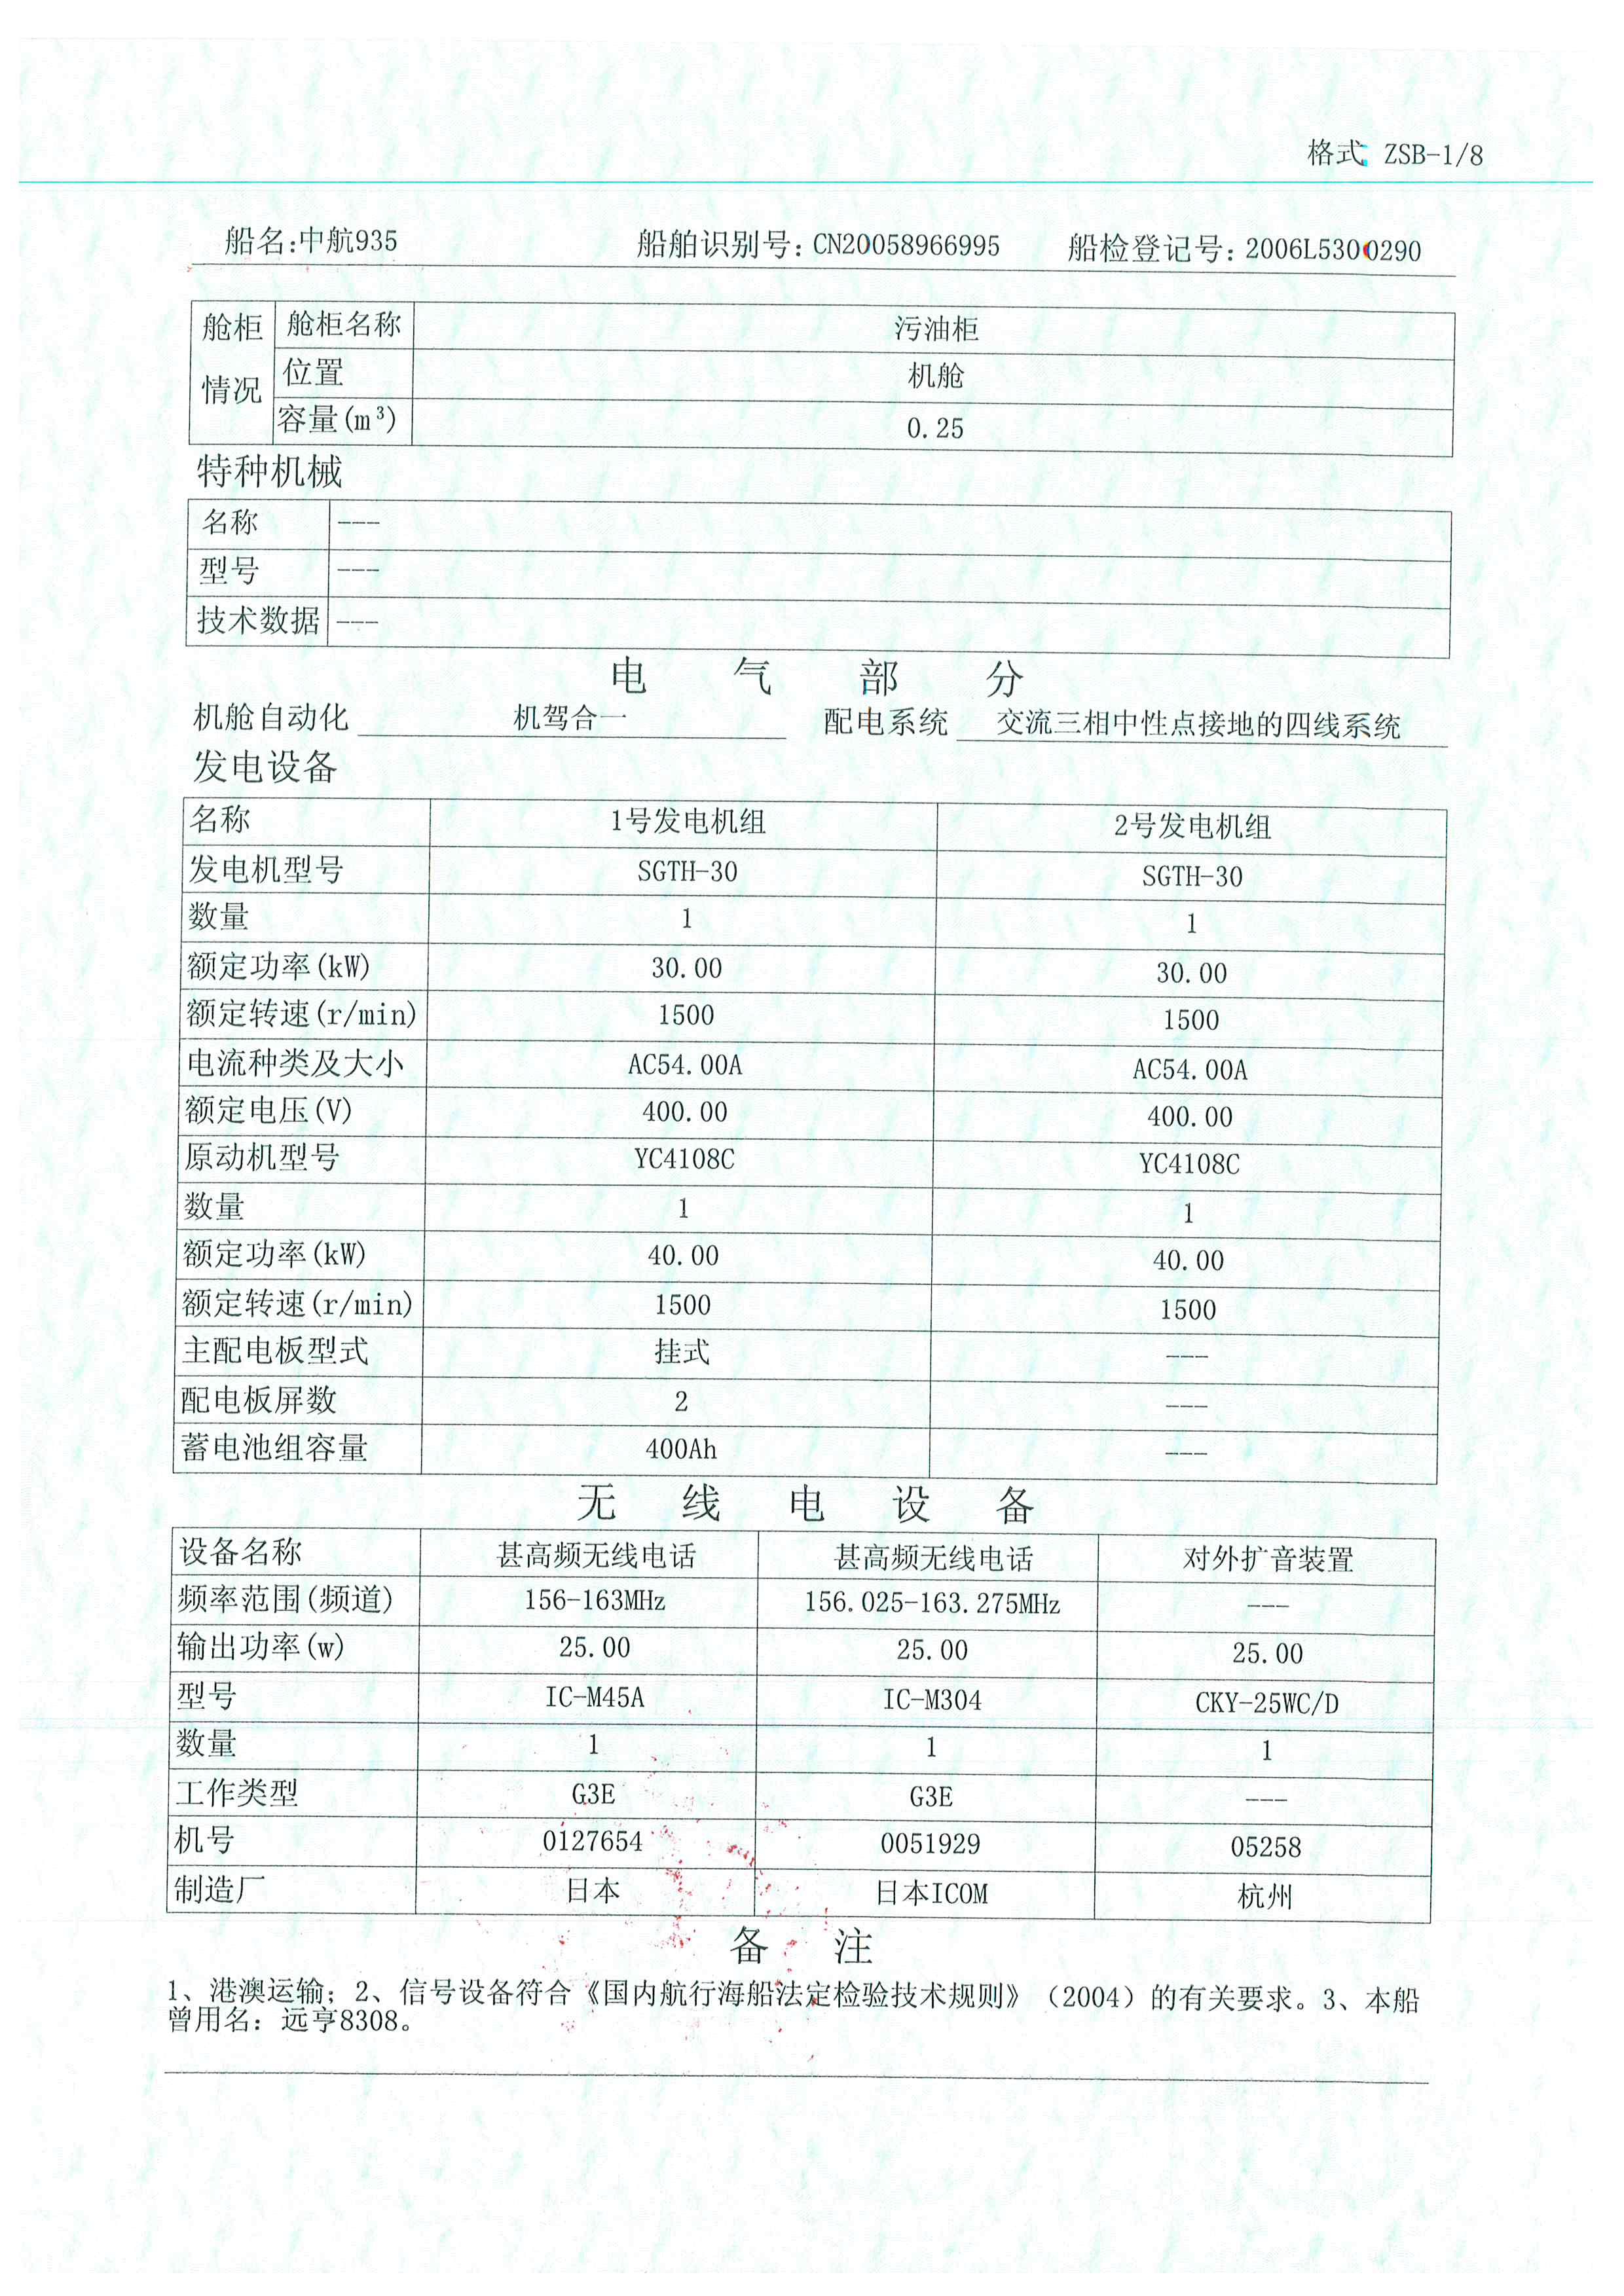 格式 ZSB-1/8
船名:中航935 船舶识别号: CN20058966995 船检登记号: 2006L5300290
舱柜情况 舱柜名称 污油柜
位置 机舱
容量(m³) 0.25
特种机械
名称 ---
型号 ---
技术数据 ---
电气部分
机舱自动化 机驾合一 配电系统 交流三相中性点接地的四线系统
发电设备
名称 1号发电机组 2号发电机组
发电机型号 SGTH-30 SGTH-30
数量 1 1
额定功率(kW) 30.00 30.00
额定转速(r/min) 1500 1500
电流种类及大小 AC54.00A AC54.00A
额定电压(V) 400.00 400.00
原动机型号 YC4108C YC4108C
数量 1 1
额定功率(kW) 40.00 40.00
额定转速(r/min) 1500 1500
主配电板型式 挂式 ---
配电板屏数 2 ---
蓄电池组容量 400Ah ---
无线电设备
设备名称 甚高频无线电话 甚高频无线电话 对外扩音装置
频率范围(频道) 156-163MHz 156.025-163.275MHz ---
输出功率(w) 25.00 25.00 25.00
型号 IC-M45A IC-M304 CKY-25WC/D
数量 1 1 1
工作类型 G3E G3E ---
机号 0127654 0051929 05258
制造厂 日本 日本ICOM 杭州
备注
1、港澳运输；2、信号设备符合《国内航行海船法定检验技术规则》（2004）的有关要求。3、本船
曾用名：远亨8308。